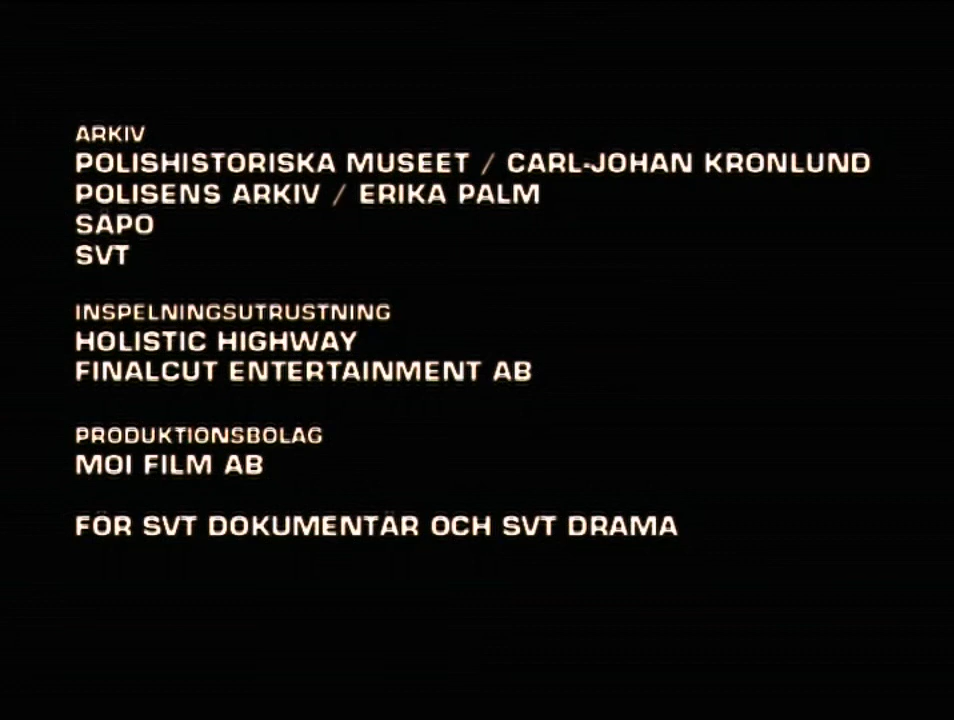 ARKIV
POLISHISTORISKA MUSEET / CARL-JOHAN KRONLUND
POLISENS ARKIV / ERIKA PALM
SÄPO
SVT
INSPELNINGSUTRUSTNING
HOLISTIC HIGHWAY
FINALCUT ENTERTAINMENT AB
PRODUKTIONSBOLAG
MOI FILM AB
FÖR SVT DOKUMENTÄR OCH SVT DRAMA